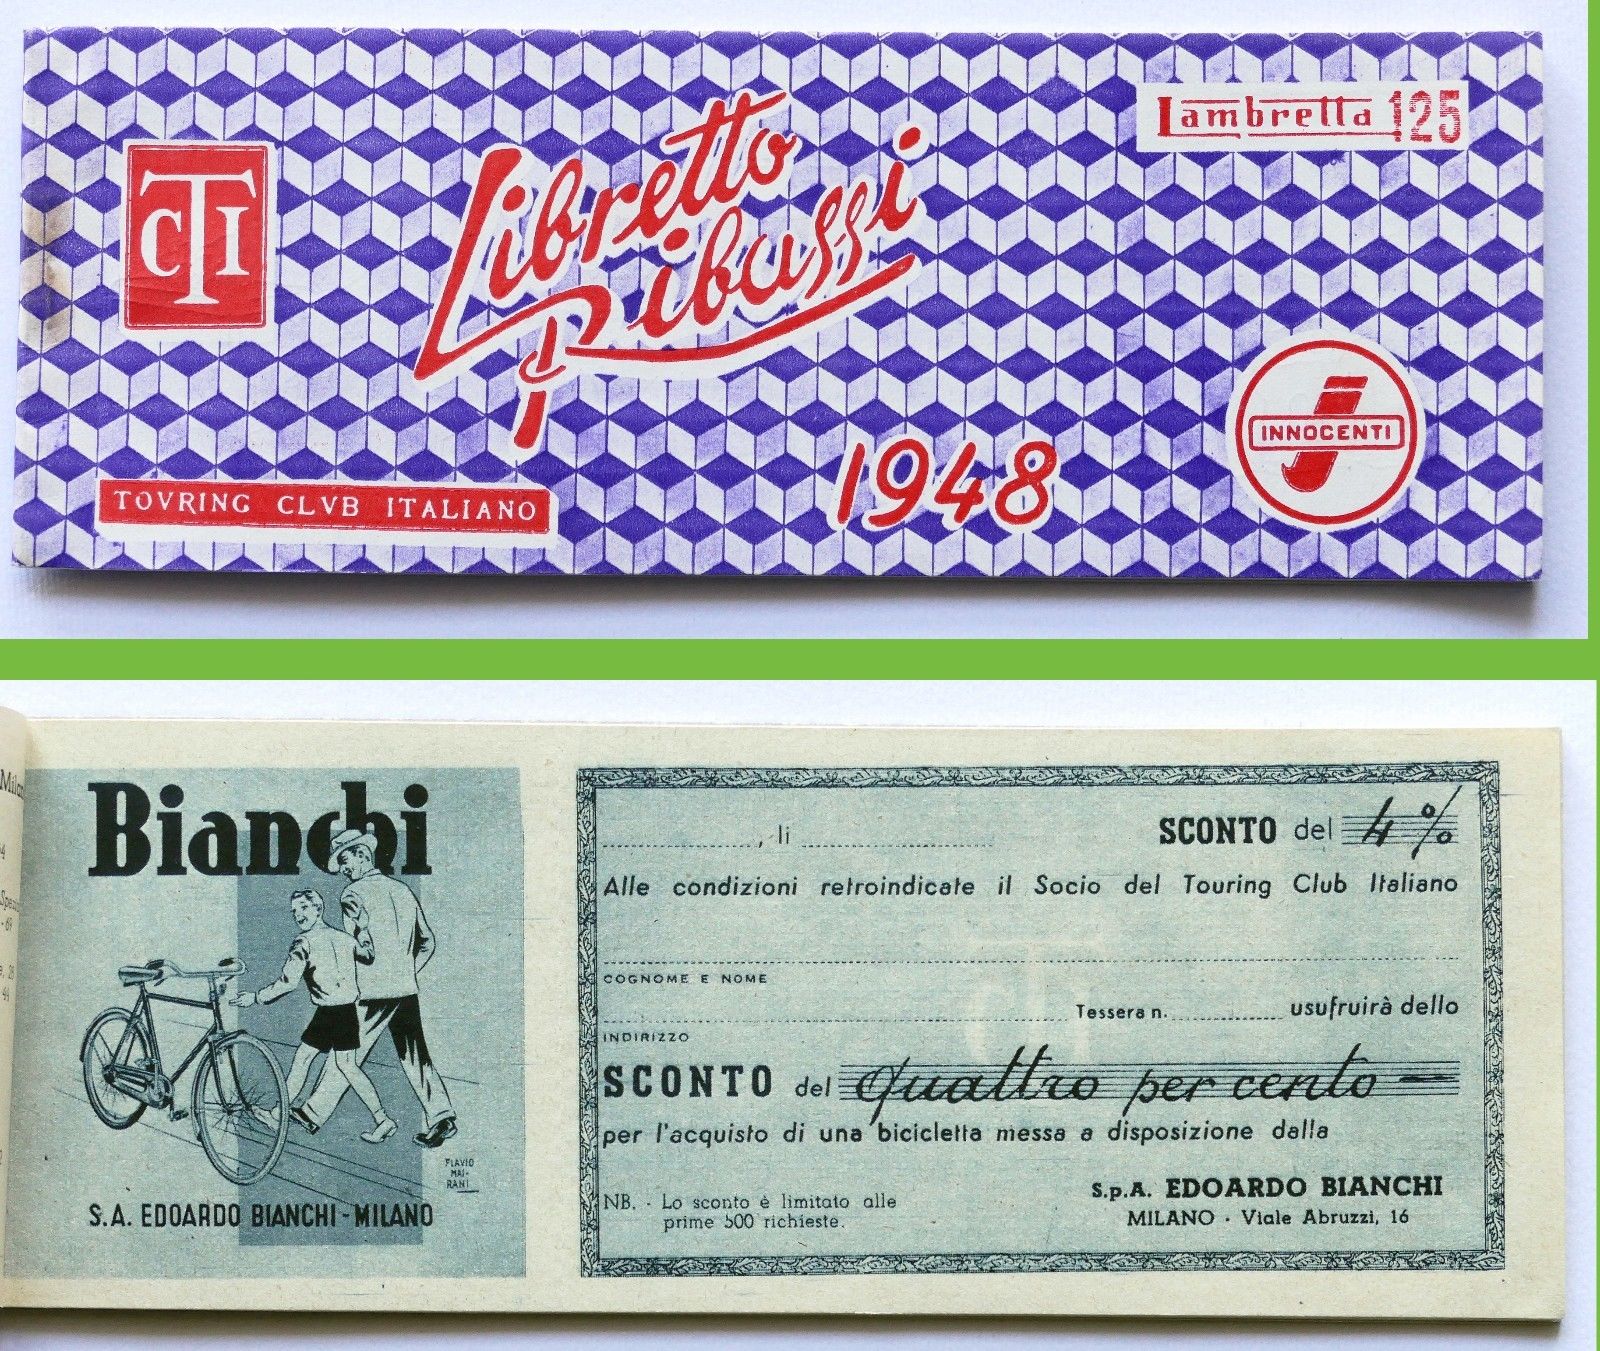 Lambretta 125
CTI
Libretto
Ribassi
INNOCENTI
1948
TOVRING CLVB ITALIANO
Bianchi
FLAVIO
MAI-
RANI
S.A. EDOARDO BIANCHI - MILANO
, li SCONTO del 4%
Alle condizioni retroindicate il Socio del Touring Club Italiano
COGNOME E NOME
Tessera n. usufruirà dello
INDIRIZZO
SCONTO del quattro per cento —
per l'acquisto di una bicicletta messa a disposizione dalla
S.p.A. EDOARDO BIANCHI
MILANO - Viale Abruzzi, 16
NB. - Lo sconto è limitato alle
prime 500 richieste.